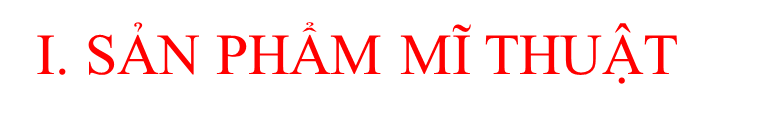 I. SẢN PHẨM MĨ THUẬT